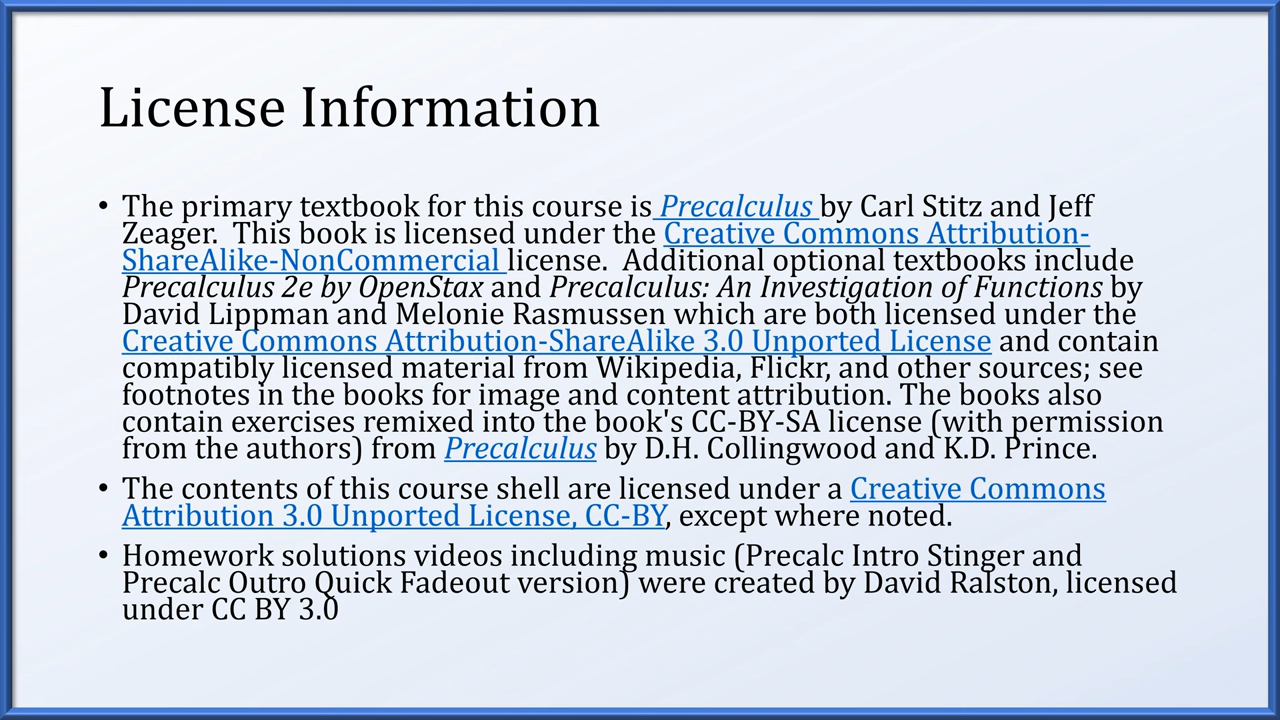 License Information
• The primary textbook for this course is Precalculus by Carl Stitz and Jeff
Zeager.  This book is licensed under the Creative Commons Attribution-
ShareAlike-NonCommercial license.  Additional optional textbooks include
Precalculus 2e by OpenStax and Precalculus: An Investigation of Functions by
David Lippman and Melonie Rasmussen which are both licensed under the
Creative Commons Attribution-ShareAlike 3.0 Unported License and contain
compatibly licensed material from Wikipedia, Flickr, and other sources; see
footnotes in the books for image and content attribution. The books also
contain exercises remixed into the book's CC-BY-SA license (with permission
from the authors) from Precalculus by D.H. Collingwood and K.D. Prince.
• The contents of this course shell are licensed under a Creative Commons
Attribution 3.0 Unported License, CC-BY, except where noted.
• Homework solutions videos including music (Precalc Intro Stinger and
Precalc Outro Quick Fadeout version) were created by David Ralston, licensed
under CC BY 3.0